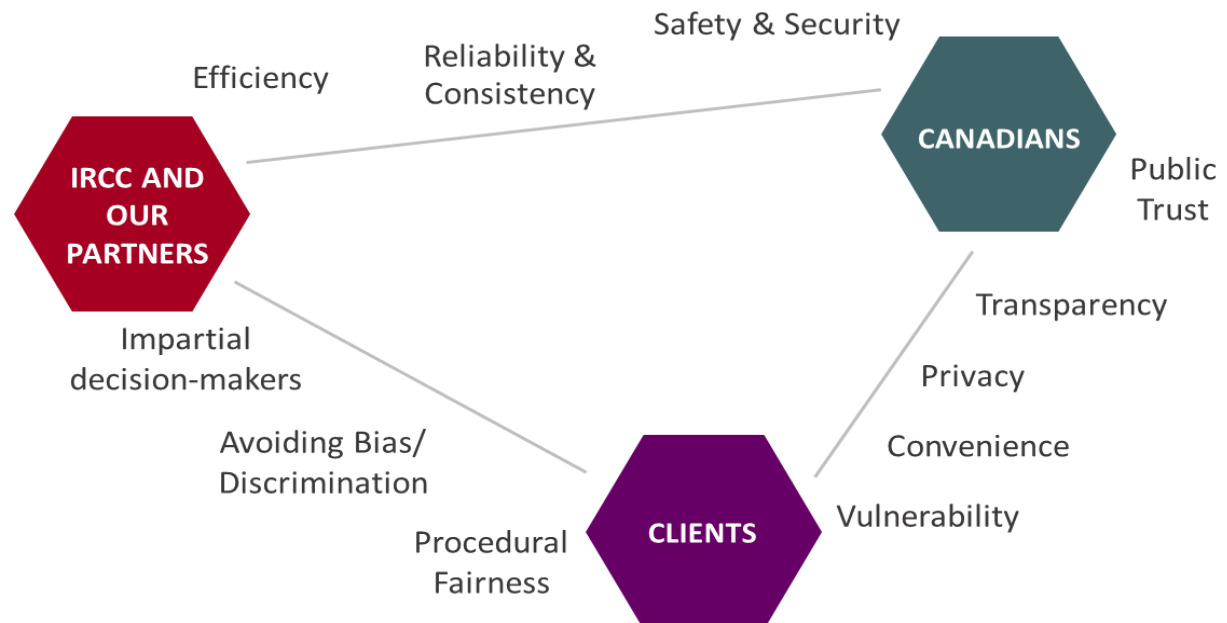 Safety & Security
Efficiency
Reliability &
Consistency
IRCC AND
OUR
PARTNERS
CANADIANS
Public
Trust
Transparency
Impartial
decision-makers
Privacy
Avoiding Bias/
Discrimination
Convenience
CLIENTS
Vulnerability
Procedural
Fairness